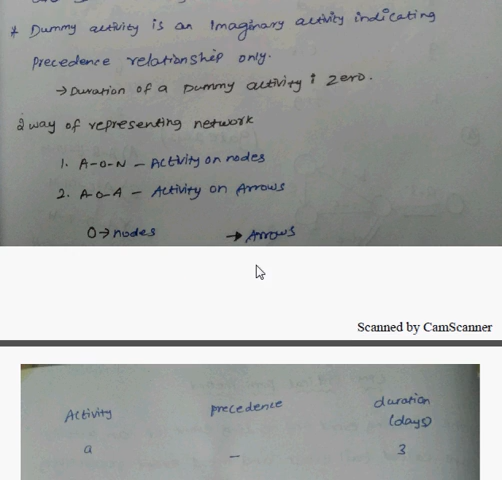 * Dummy activity is an Imaginary activity indicating
precedence relationship only.
→ Duration of a Dummy activity : zero.
2 way of representing network
1. A-O-N - Activity on nodes
2. A-O-A - Activity on Arrows
O → nodes → Arrows
Scanned by CamScanner
Activity precedence duration (days)
a - 3